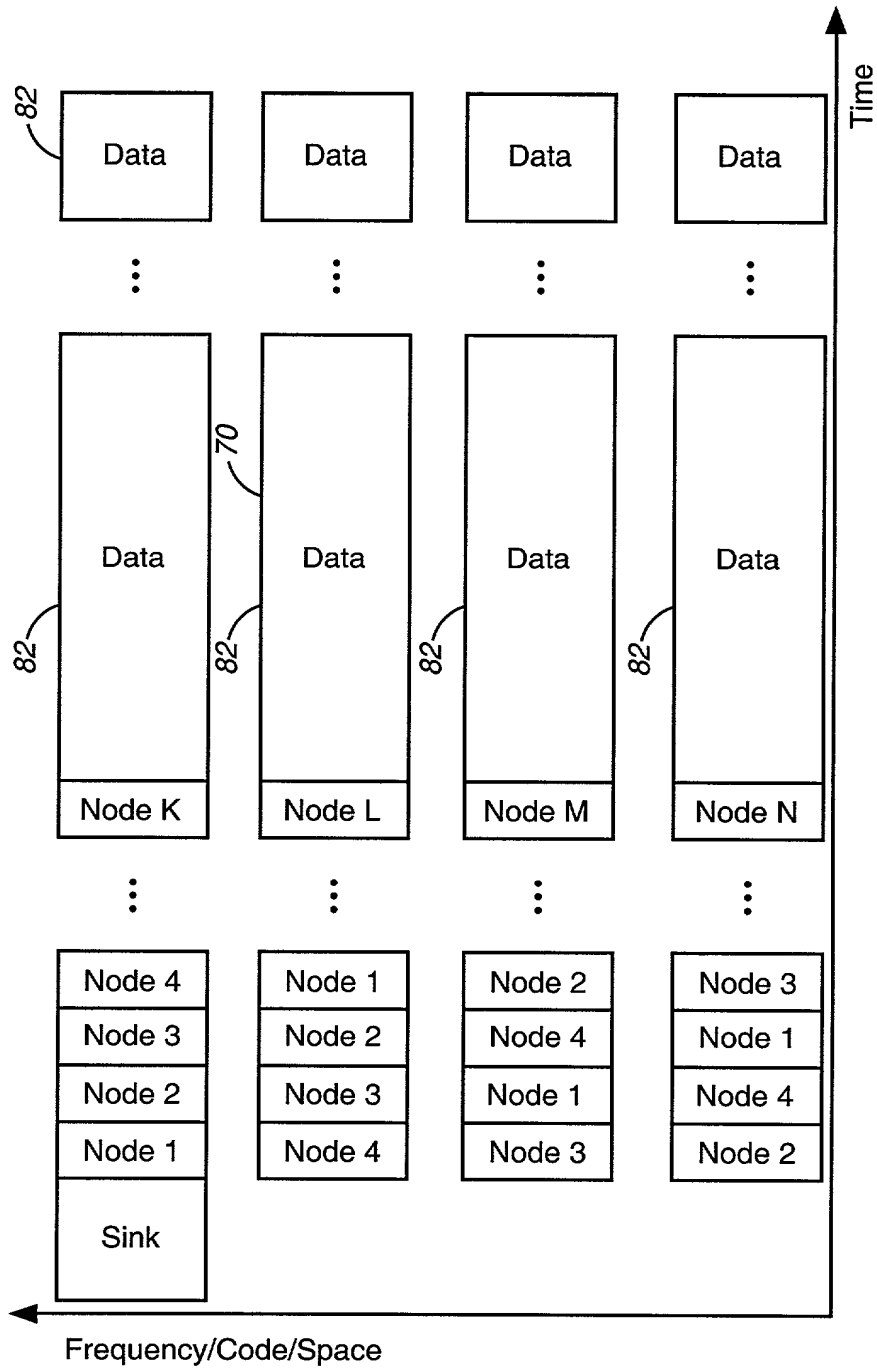 82
Data
Data
Data
Data
Time
...
...
...
...
70
Data
Data
Data
Data
82
82
82
82
Node K
Node L
Node M
Node N
...
...
...
...
Node 4
Node 1
Node 2
Node 3
Node 3
Node 2
Node 4
Node 1
Node 2
Node 3
Node 1
Node 4
Node 1
Node 4
Node 3
Node 2
Sink
Frequency/Code/Space